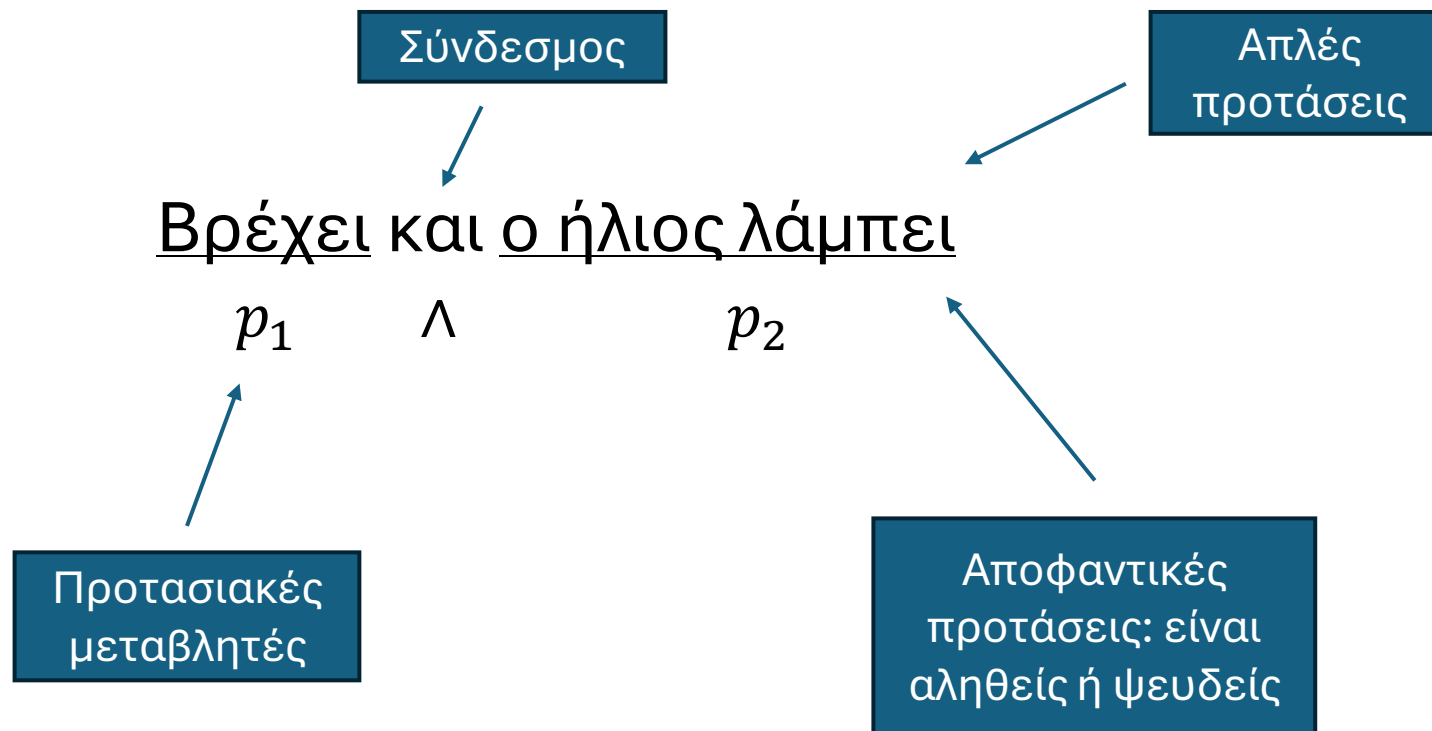 Σύνδεσμος
Απλές
προτάσεις
Βρέχει και ο ήλιος λάμπει
p₁ Λ p₂
Προτασιακές
μεταβλητές
Αποφαντικές
προτάσεις: είναι
αληθείς ή ψευδείς